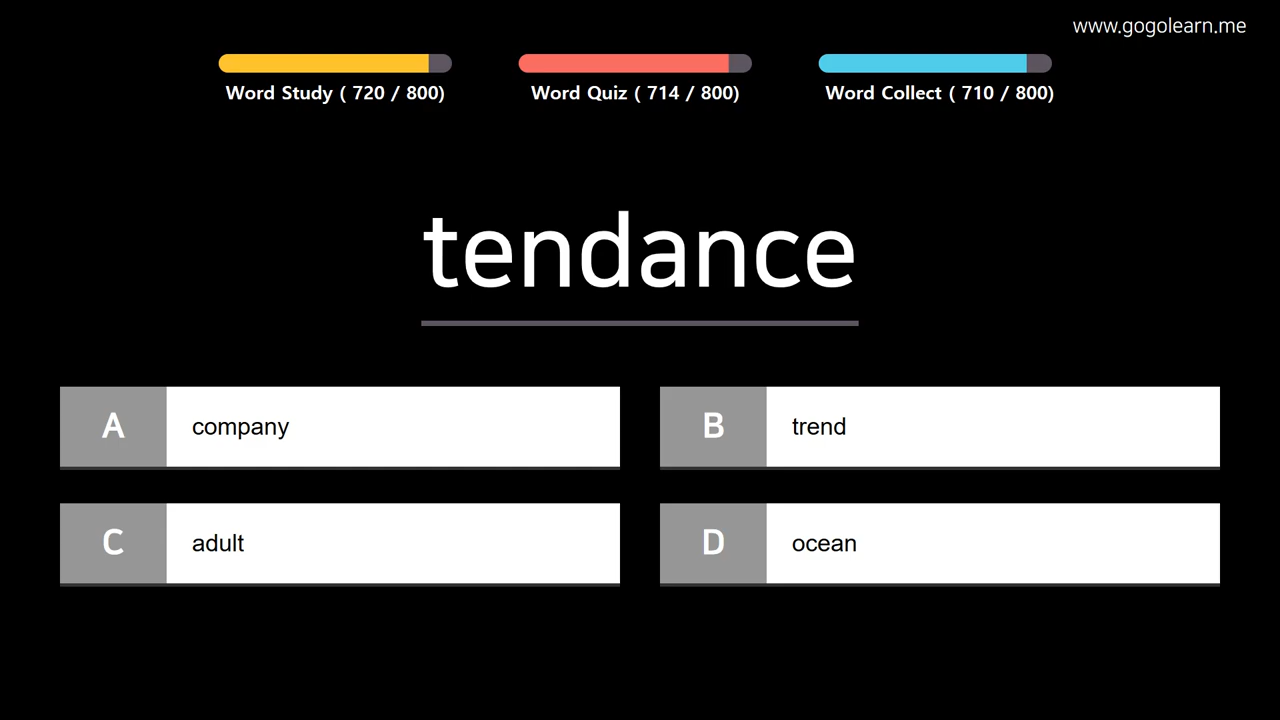 www.gogolearn.me
Word Study ( 720 / 800)
Word Quiz ( 714 / 800)
Word Collect ( 710 / 800)
tendance
A
company
B
trend
C
adult
D
ocean